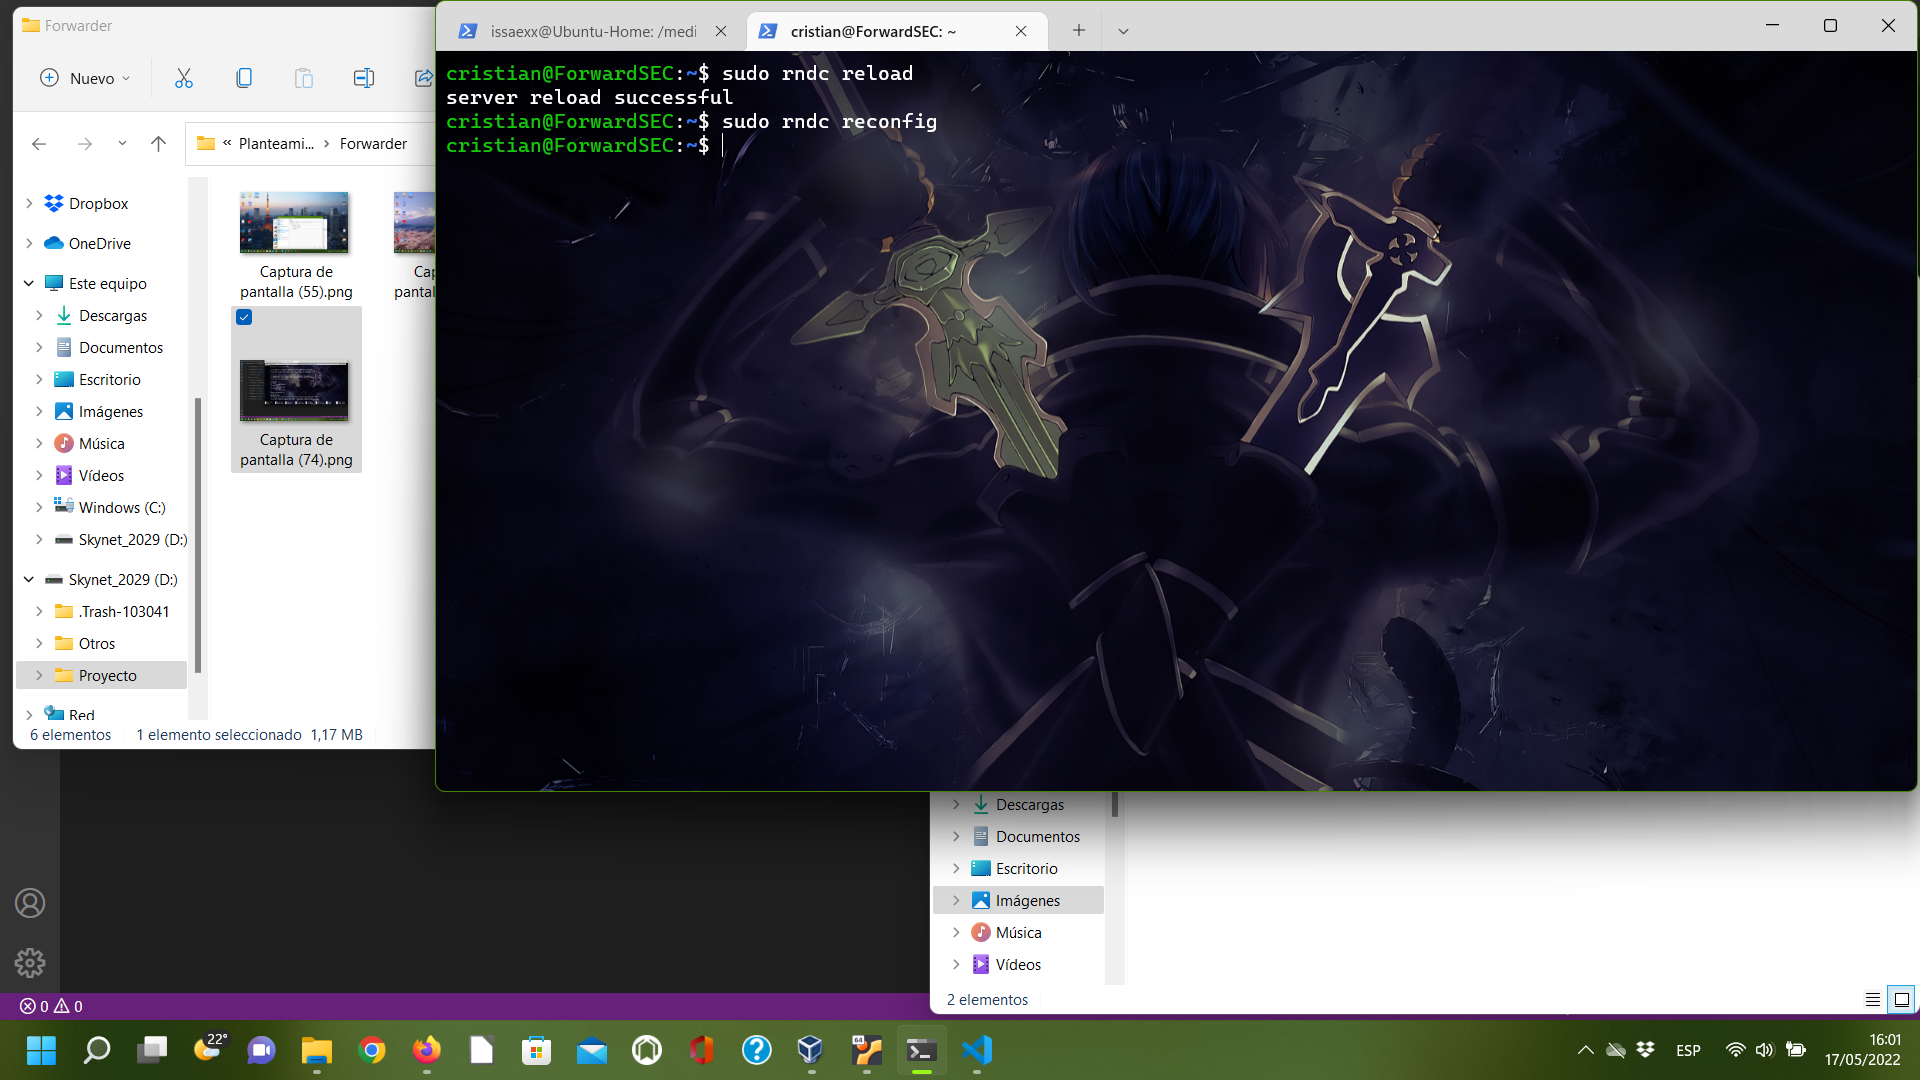 Forwarder
Nuevo
« Planteami... > Forwarder
Dropbox
OneDrive
Este equipo
Descargas
Documentos
Escritorio
Imágenes
Música
Vídeos
Windows (C:)
Skynet_2029 (D:)
Skynet_2029 (D:)
.Trash-103041
Otros
Proyecto
Red
Captura de
pantalla (55).png
Cap
pantal
Captura de
pantalla (74).png
6 elementos
1 elemento seleccionado 1,17 MB
issaexx@Ubuntu-Home: /medi
cristian@ForwardSEC: ~
cristian@ForwardSEC:~$ sudo rndc reload
server reload successful
cristian@ForwardSEC:~$ sudo rndc reconfig
cristian@ForwardSEC:~$
Descargas
Documentos
Escritorio
Imágenes
Música
Vídeos
2 elementos
0 0
22°
64
ESP
16:01
17/05/2022